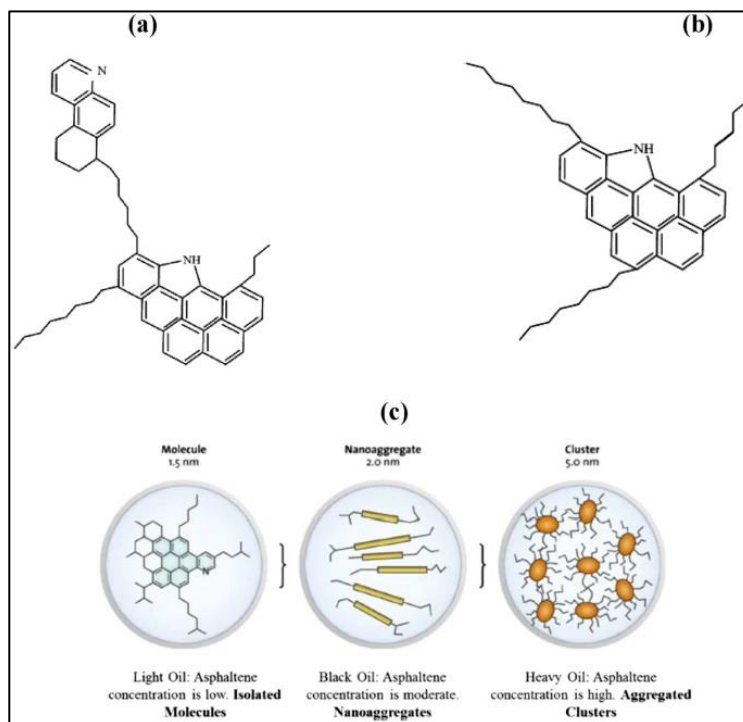 (a)
(b)
N
NH
NH
(c)
Molecule
1.5 nm
Nanoaggregate
2.0 nm
Cluster
5.0 nm
N
Light Oil: Asphaltene
concentration is low. Isolated
Molecules
Black Oil: Asphaltene
concentration is moderate.
Nanoaggregates
Heavy Oil: Asphaltene
concentration is high. Aggregated
Clusters